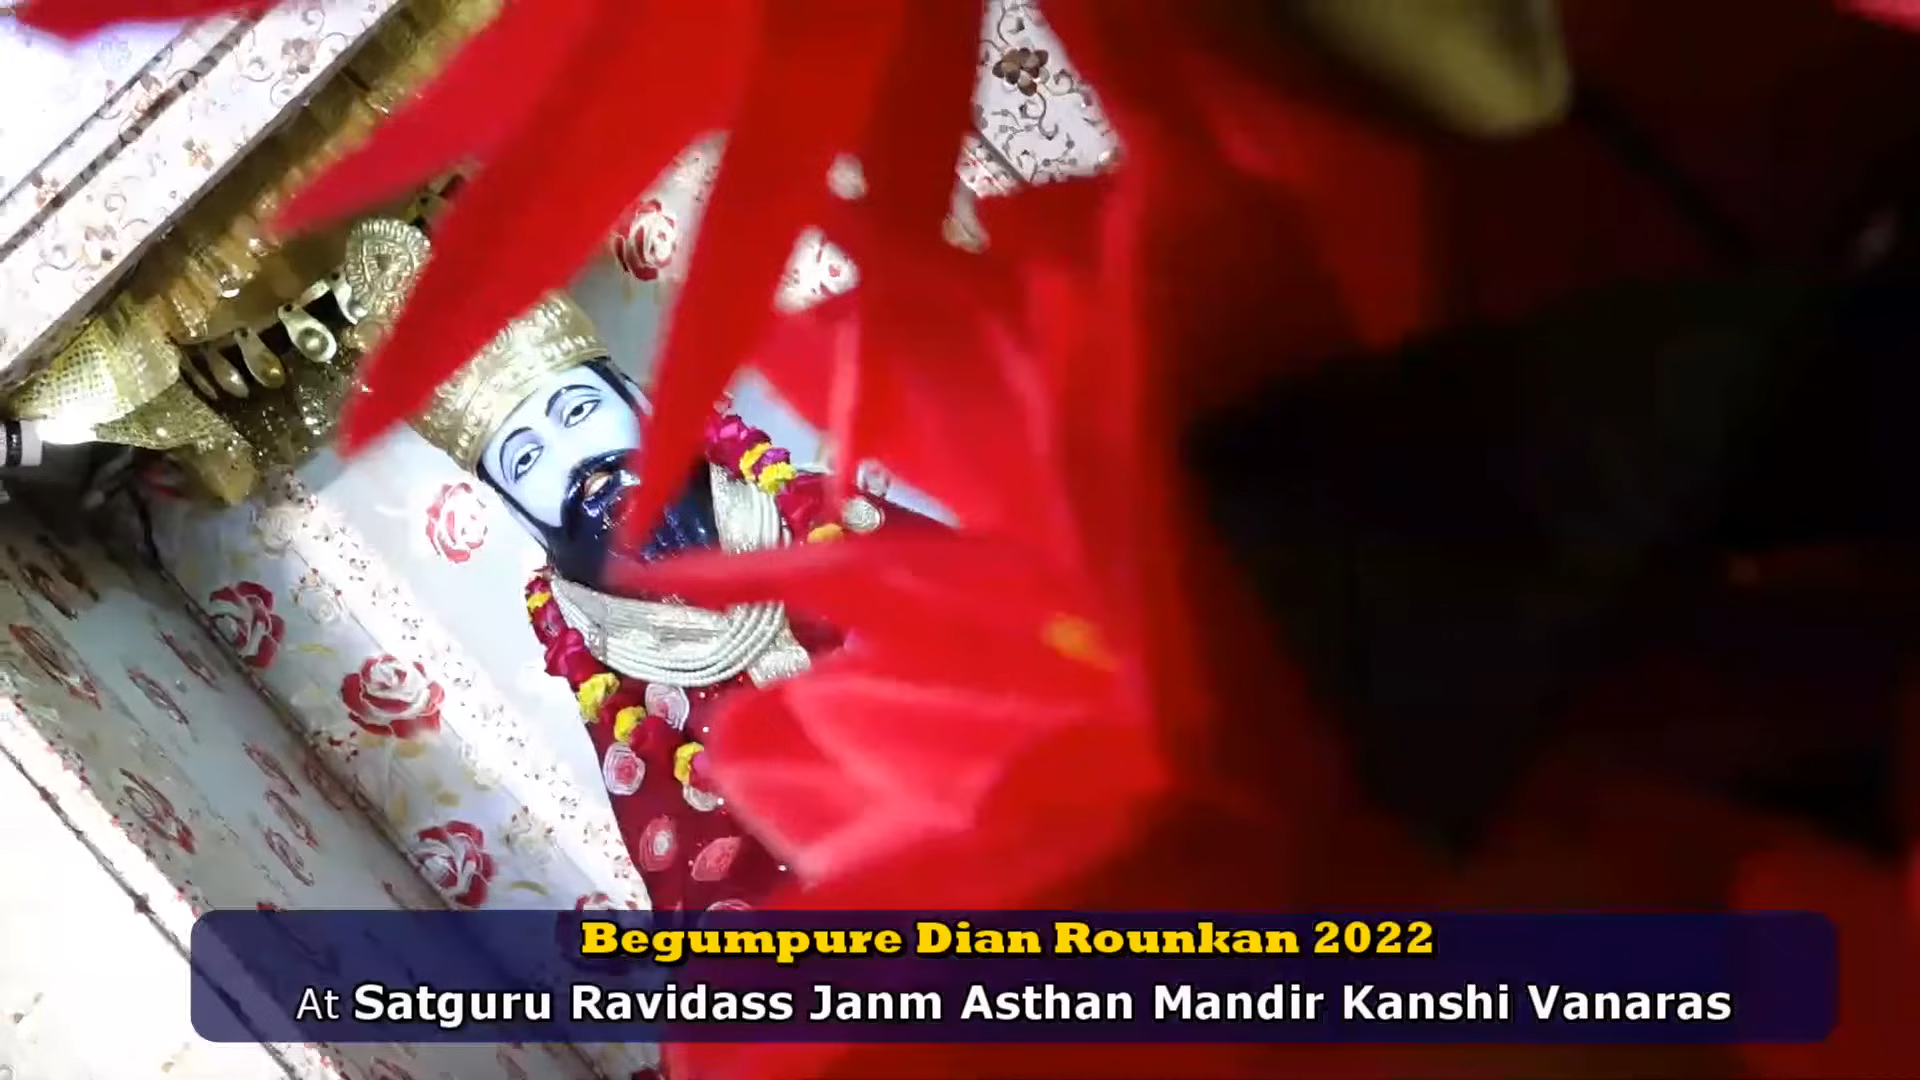 Begumpure Dian Rounkan 2022
At Satguru Ravidass Janm Asthan Mandir Kanshi Vanaras